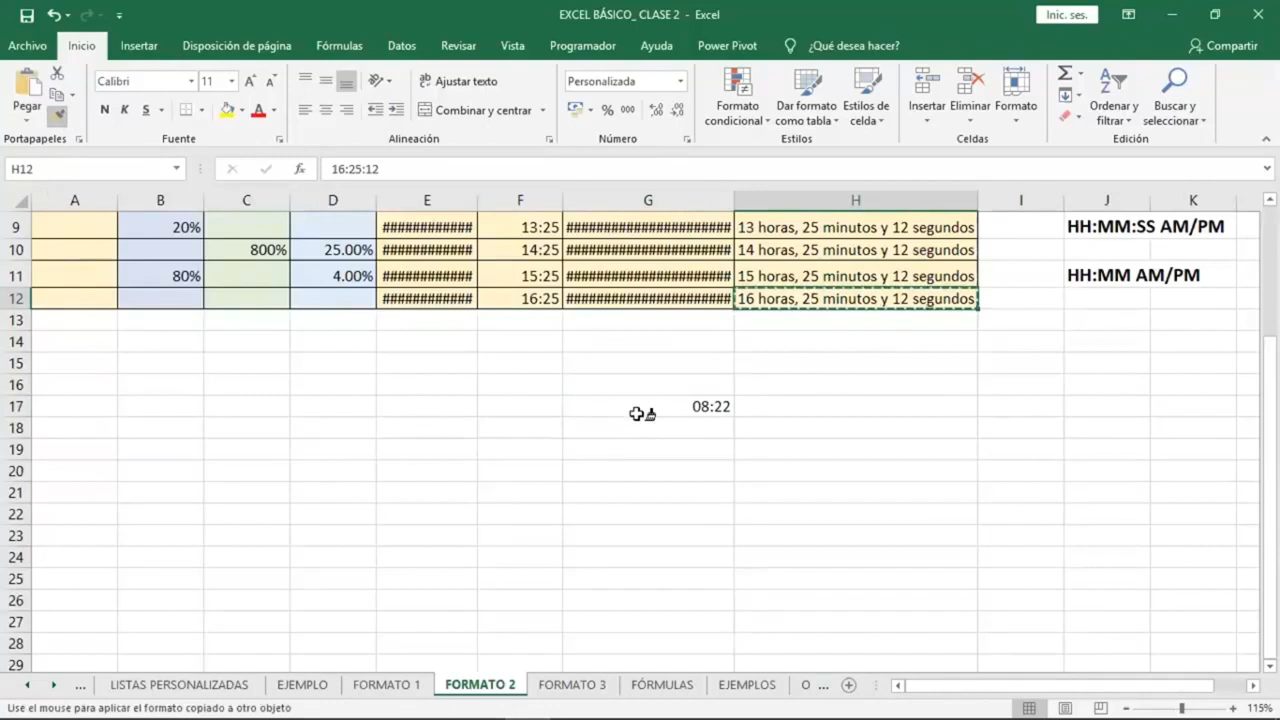 EXCEL BÁSICO_ CLASE 2 - Excel
Inic. ses.
Archivo Inicio Insertar Disposición de página Fórmulas Datos Revisar Vista Programador Ayuda Power Pivot ¿Qué desea hacer? Compartir
Pegar
Calibri 11
N K S
Ajustar texto
Combinar y centrar
Personalizada
% 000
Formato condicional
Dar formato como tabla
Estilos de celda
Insertar Eliminar Formato
Ordenar y filtrar
Buscar y seleccionar
Portapapeles Fuente Alineación Número Estilos Celdas Edición
H12 fx 16:25:12
A B C D E F G H I J K
9 20% ########### 13:25 ###################### 13 horas, 25 minutos y 12 segundos HH:MM:SS AM/PM
10 800% 25.00% ########### 14:25 ###################### 14 horas, 25 minutos y 12 segundos
11 80% 4.00% ########### 15:25 ###################### 15 horas, 25 minutos y 12 segundos HH:MM AM/PM
12 ########### 16:25 ###################### 16 horas, 25 minutos y 12 segundos
13
14
15
16
17 08:22
18
19
20
21
22
23
24
25
26
27
28
29
... LISTAS PERSONALIZADAS EJEMPLO FORMATO 1 FORMATO 2 FORMATO 3 FÓRMULAS EJEMPLOS O ...
Use el mouse para aplicar el formato copiado a otro objeto 115%